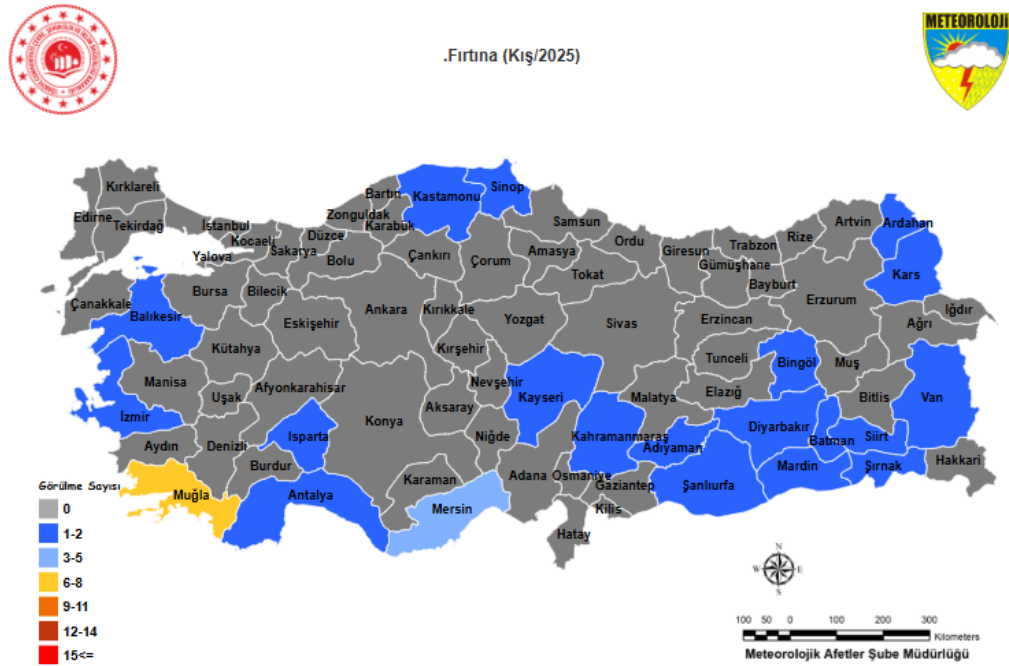 METEOROLOJİ
.Fırtına (Kış/2025)
Kırklareli
Edirne
Tekirdağ
İstanbul
Kocaeli
Yalova
Sakarya
Düzce
Zonguldak
Bartın
Karabük
Kastamonu
Sinop
Samsun
Ordu
Giresun
Trabzon
Rize
Artvin
Ardahan
Kars
Iğdır
Ağrı
Erzurum
Bayburt
Gümüşhane
Erzincan
Sivas
Tokat
Amasya
Çorum
Çankırı
Bolu
Bilecik
Bursa
Çanakkale
Balıkesir
Kütahya
Eskişehir
Ankara
Kırıkkale
Yozgat
Kırşehir
Nevşehir
Kayseri
Malatya
Tunceli
Elazığ
Bingöl
Muş
Bitlis
Van
Hakkari
Şırnak
Siirt
Batman
Diyarbakır
Mardin
Şanlıurfa
Adıyaman
Kahramanmaraş
Gaziantep
Kilis
Osmaniye
Hatay
Adana
Niğde
Aksaray
Konya
Karaman
Mersin
Antalya
Isparta
Burdur
Afyonkarahisar
Uşak
Manisa
İzmir
Aydın
Denizli
Muğla
Görülme Sayısı
0
1-2
3-5
6-8
9-11
12-14
15<=
N
W E
S
100 50 0 100 200 300
Kilometers
Meteorolojik Afetler Şube Müdürlüğü